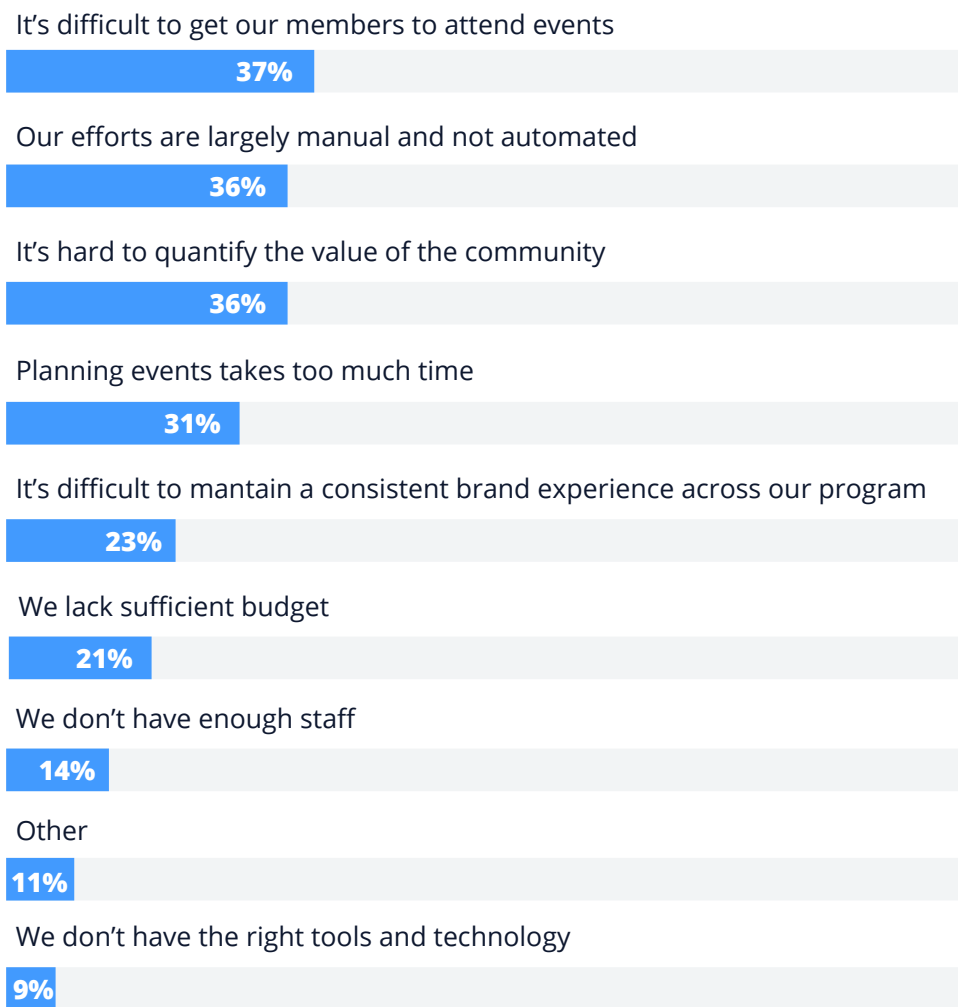 It’s difficult to get our members to attend events
37%
Our efforts are largely manual and not automated
36%
It’s hard to quantify the value of the community
36%
Planning events takes too much time
31%
It’s difficult to mantain a consistent brand experience across our program
23%
We lack sufficient budget
21%
We don’t have enough staff
14%
Other
11%
We don’t have the right tools and technology
9%